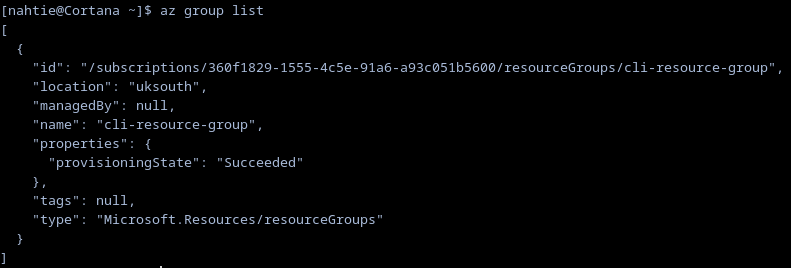 [nahtie@Cortana ~]$ az group list
[
  {
    "id": "/subscriptions/360f1829-1555-4c5e-91a6-a93c051b5600/resourceGroups/cli-resource-group",
    "location": "uksouth",
    "managedBy": null,
    "name": "cli-resource-group",
    "properties": {
      "provisioningState": "Succeeded"
    },
    "tags": null,
    "type": "Microsoft.Resources/resourceGroups"
  }
]